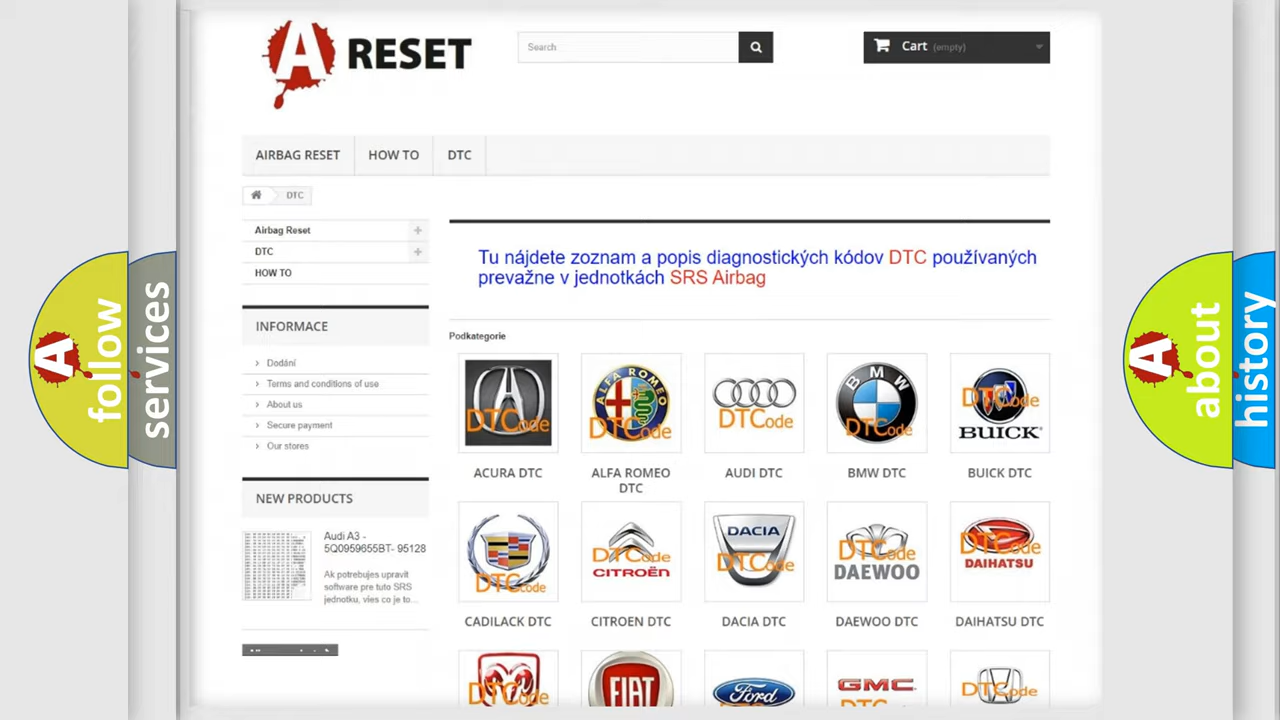 A RESET
Search
Cart (empty)
AIRBAG RESET
HOW TO
DTC
DTC
Airbag Reset
DTC
HOW TO
Tu nájdete zoznam a popis diagnostických kódov DTC používaných
prevažne v jednotkách SRS Airbag
INFORMACE
Podkategorie
Dodání
Terms and conditions of use
About us
Secure payment
Our stores
DTCode
ALFA ROMEO
DTCode
DTCode
BMW
DTCode
DTCode
BUICK
ACURA DTC
ALFA ROMEO
DTC
AUDI DTC
BMW DTC
BUICK DTC
NEW PRODUCTS
Audi A3 -
5Q0959655BT- 95128
Ak potrebujes upravit
software pre tuto SRS
jednotku, vies co je to...
DTCode
DTCode
CITROËN
DACIA
DTCode
DTCode
DAEWOO
DTCode
DAIHATSU
CADILACK DTC
CITROEN DTC
DACIA DTC
DAEWOO DTC
DAIHATSU DTC
DTCode
FIAT
Ford
GMC
DTCode
A follow
services
A about
history